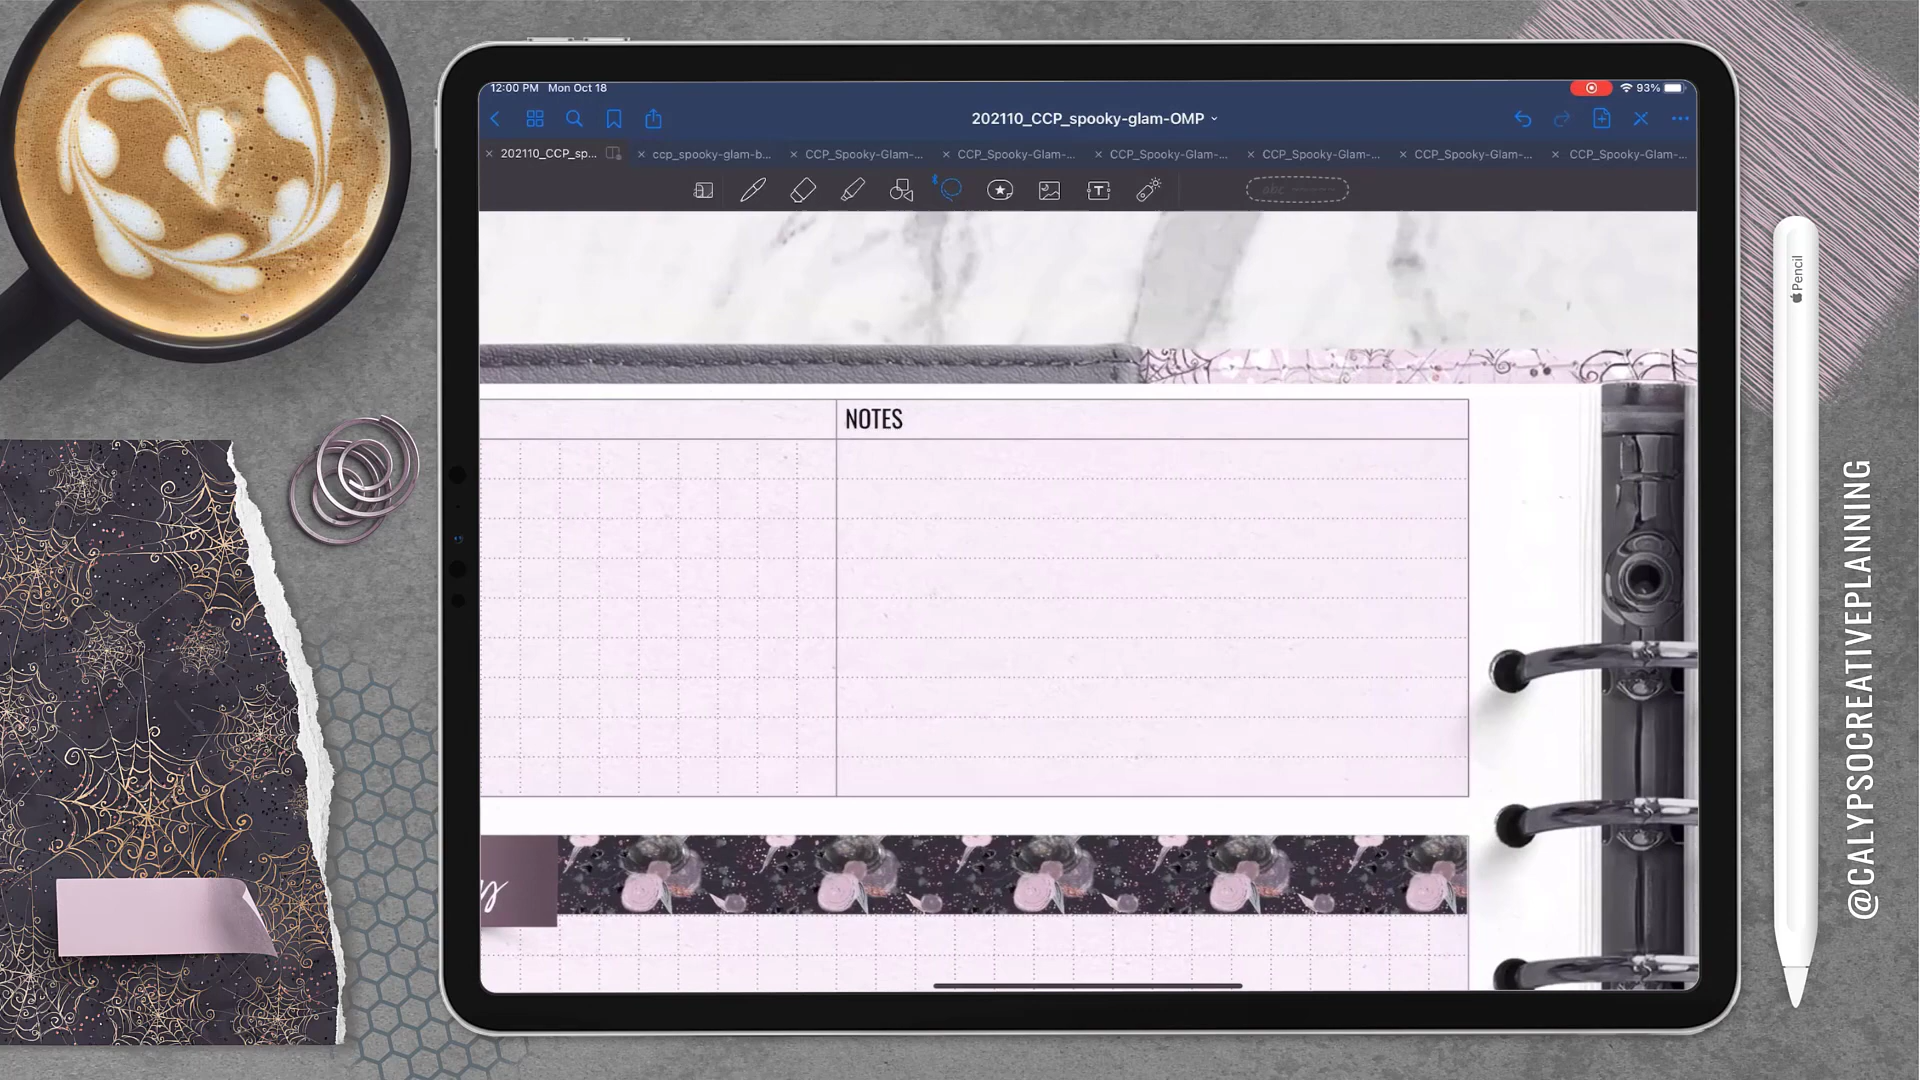 12:00 PM Mon Oct 18
93%
202110_CCP_spooky-glam-OMP
202110_CCP_sp...
ccp_spooky-glam-b...
CCP_Spooky-Glam-...
CCP_Spooky-Glam-...
CCP_Spooky-Glam-...
CCP_Spooky-Glam-...
CCP_Spooky-Glam-...
CCP_Spooky-Glam-...
abc
NOTES
y
Pencil
@CALYPSOCREATIVEPLANNING